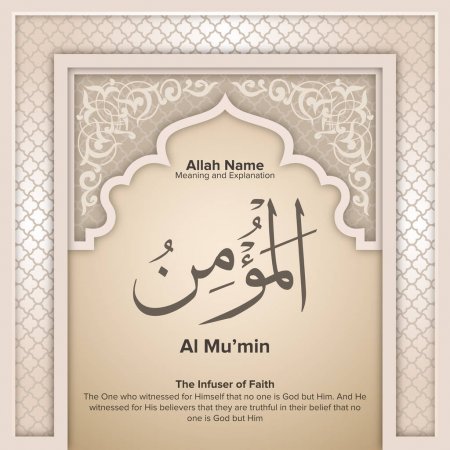 Allah Name
Meaning and Explanation
الْمُؤْمِنُ
Al Mu’min
The Infuser of Faith
The One who witnessed for Himself that no one is God but Him. And He
witnessed for His believers that they are truthful in their belief that no
one is God but Him